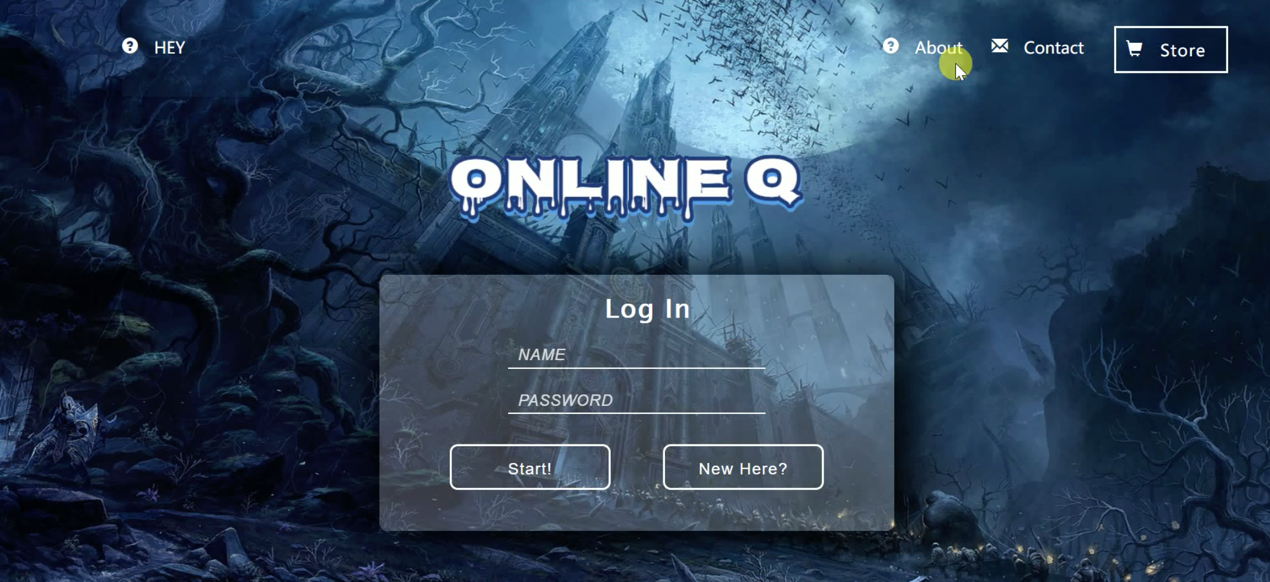 HEY
About
Contact
Store
ONLINE Q
Log In
NAME
PASSWORD
Start!
New Here?